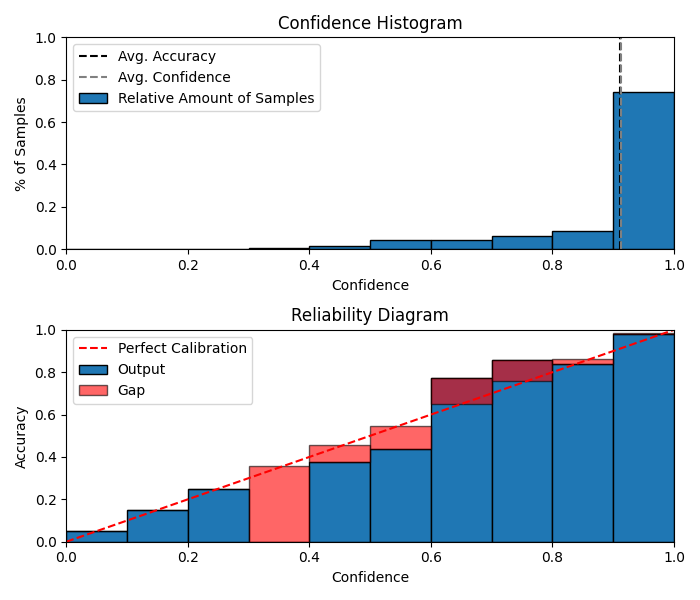 Confidence Histogram
1.0
0.8
0.6
0.4
0.2
0.0
% of Samples
Avg. Accuracy
Avg. Confidence
Relative Amount of Samples
0.0 0.2 0.4 0.6 0.8 1.0
Confidence
Reliability Diagram
1.0
0.8
0.6
0.4
0.2
0.0
Accuracy
Perfect Calibration
Output
Gap
0.0 0.2 0.4 0.6 0.8 1.0
Confidence